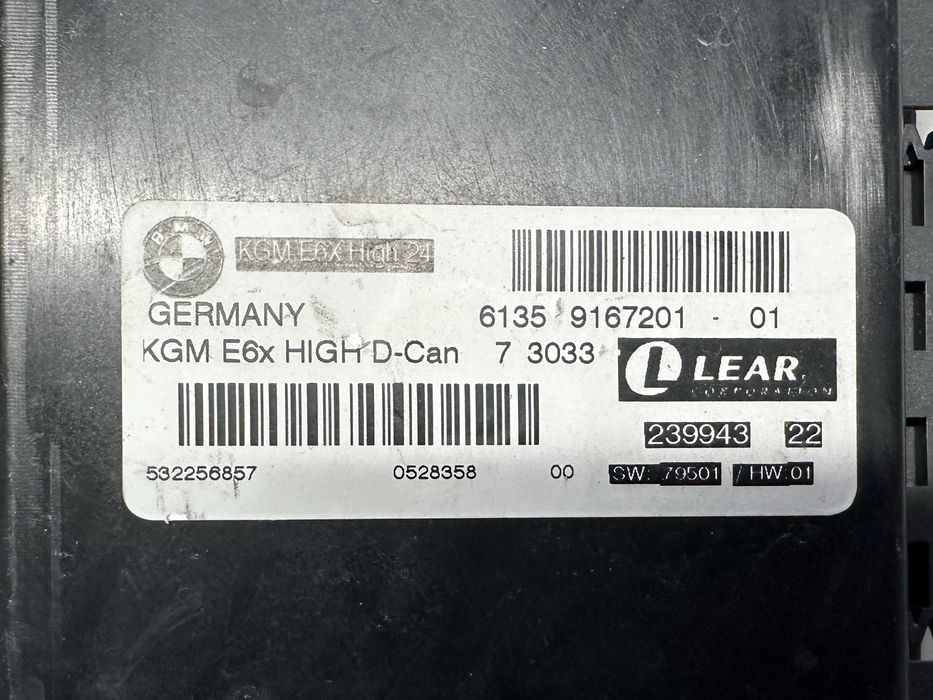 BMW
KGM E6X High 24
GERMANY
6135 9167201 - 01
KGM E6x HIGH D-Can 7 3033
LEAR
CORPORATION
239943 22
532256857 0528358 00
SW: 79501 / HW:01